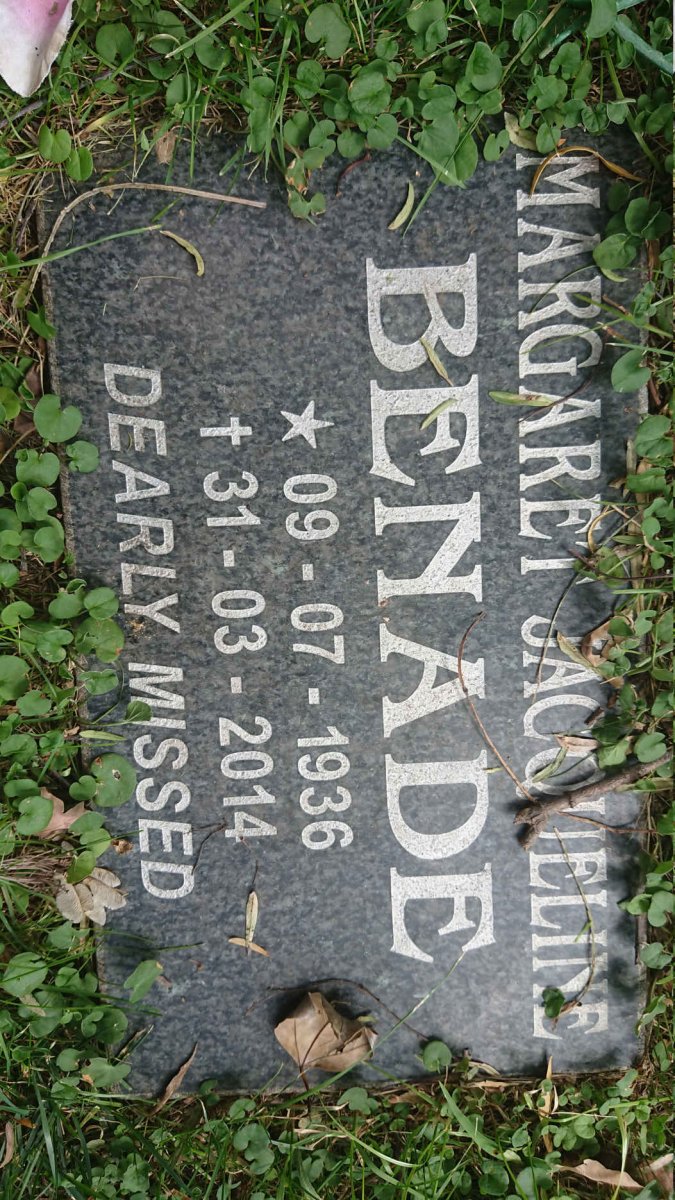 MARGARET JACQUELINE
BENADE
★ 09-07-1936
✝ 31-03-2014
DEARLY MISSED